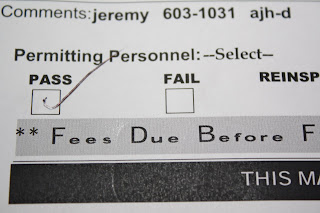 Comments: jeremy 603-1031 ajh-d
Permitting Personnel: --Select--
PASS FAIL REINSP
** Fees Due Before F
THIS MA